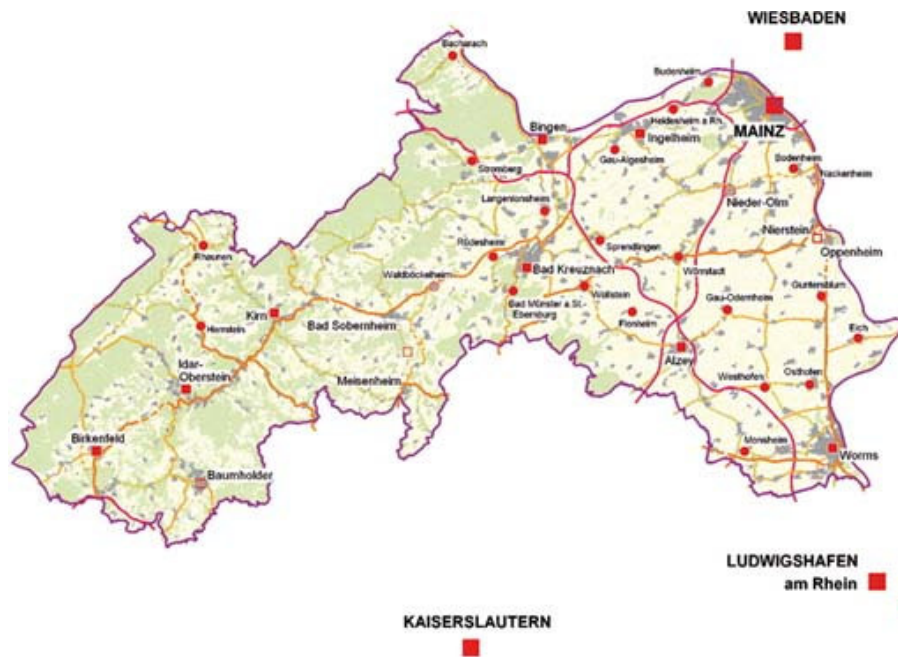 WIESBADEN
Bacharach
Budenheim
Heidesheim a Rh.
MAINZ
Bingen
Ingelheim
Gau-Algesheim
Stromberg
Bodenheim
Nackenheim
Nieder-Olm
Langenlonsheim
Nierstein
Oppenheim
Rüdesheim
Sprendlingen
Rhaunen
Waldböckelheim
Bad Kreuznach
Wörrstadt
Guntersblum
Kirn
Bad Münster a.St.-
Ebernburg
Wöllstein
Gau-Odernheim
Herrstein
Bad Sobernheim
Flonheim
Eich
Idar-
Oberstein
Alzey
Meisenheim
Westhofen
Osthofen
Birkenfeld
Monsheim
Worms
Baumholder
LUDWIGSHAFEN
am Rhein
KAISERSLAUTERN